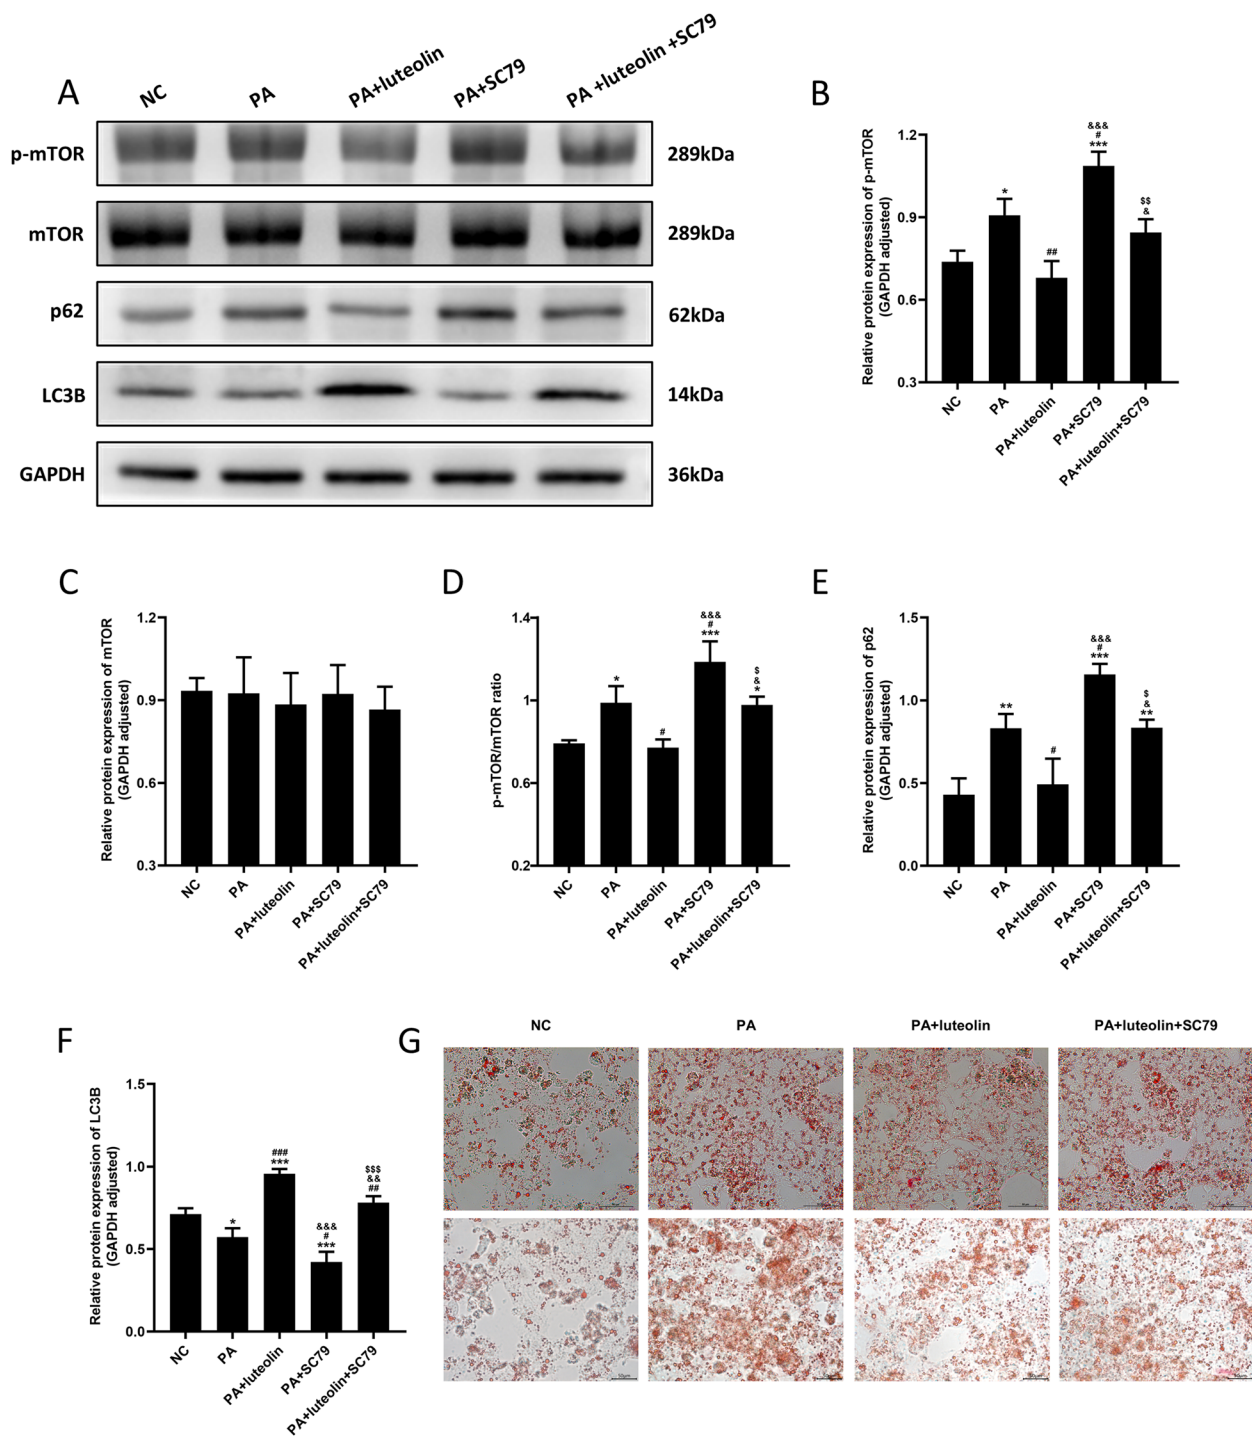 A
NC
PA
PA+luteolin
PA+SC79
PA +luteolin +SC79
p-mTOR
289kDa
mTOR
289kDa
p62
62kDa
LC3B
14kDa
GAPDH
36kDa
B
Relative protein expression of p-mTOR
(GAPDH adjusted)
1.2
0.9
0.6
0.3
*
##
&&&
#
***
$$
&
NC
PA
PA+luteolin
PA+SC79
PA+luteolin+SC79
C
Relative protein expression of mTOR
(GAPDH adjusted)
1.2
0.9
0.6
0.3
NC
PA
PA+luteolin
PA+SC79
PA+luteolin+SC79
D
p-mTOR/mTOR ratio
1.4
1
0.6
0.2
*
#
&&&
#
***
$
&
*
NC
PA
PA+luteolin
PA+SC79
PA+luteolin+SC79
E
Relative protein expression of p62
(GAPDH adjusted)
1.5
1.0
0.5
0.0
**
#
&&&
#
***
$
&
**
NC
PA
PA+luteolin
PA+SC79
PA+luteolin+SC79
F
Relative protein expression of LC3B
(GAPDH adjusted)
1.5
1.0
0.5
0.0
*
###
***
&&&
#
***
$$$
&&
##
NC
PA
PA+luteolin
PA+SC79
PA+luteolin+SC79
G
NC
PA
PA+luteolin
PA+luteolin+SC79